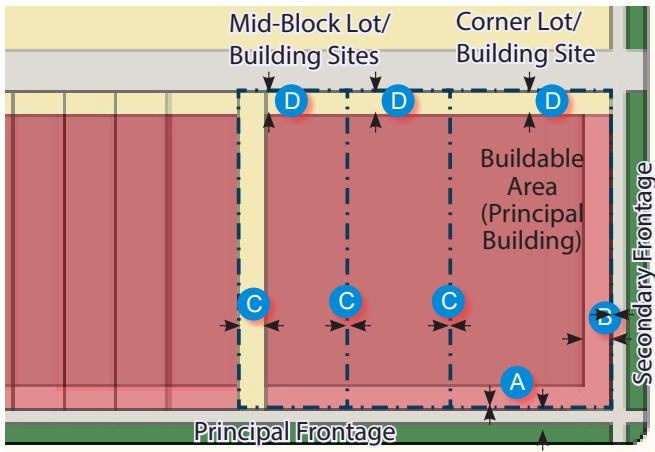 Mid-Block Lot/
Building Sites
Corner Lot/
Building Site
D
D
D
Buildable
Area
(Principal
Building)
C
C
C
B
Secondary Frontage
A
Principal Frontage